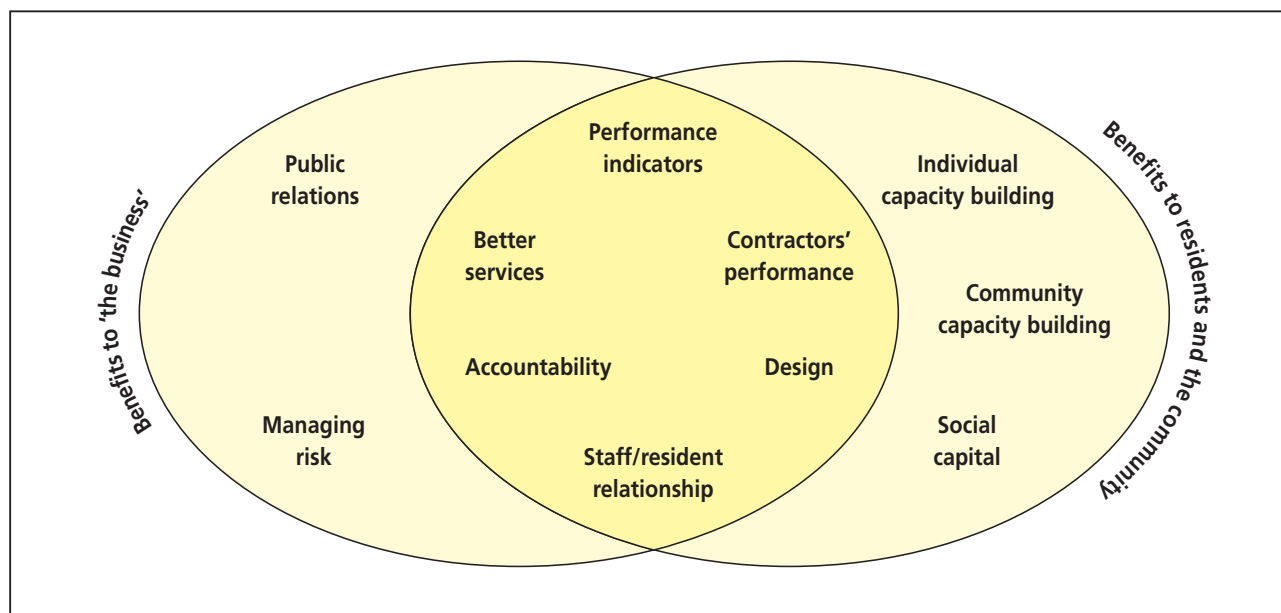 Benefits to ‘the business’
Public
relations
Managing
risk
Performance
indicators
Better
services
Contractors’
performance
Accountability
Design
Staff/resident
relationship
Individual
capacity building
Community
capacity building
Social
capital
Benefits to residents and the community